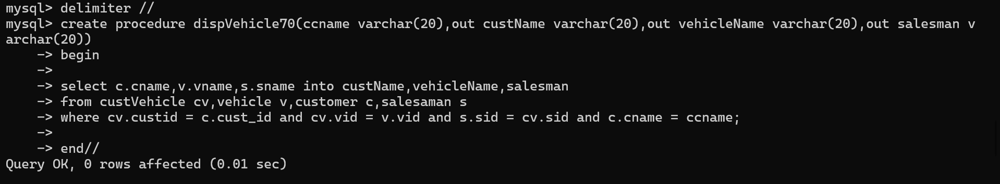 mysql> delimiter //
mysql> create procedure dispVehicle70(ccname varchar(20),out custName varchar(20),out vehicleName varchar(20),out salesman v
archar(20))
    -> begin
    ->
    -> select c.cname,v.vname,s.sname into custName,vehicleName,salesman
    -> from custVehicle cv,vehicle v,customer c,salesaman s
    -> where cv.custid = c.cust_id and cv.vid = v.vid and s.sid = cv.sid and c.cname = ccname;
    ->
    -> end//
Query OK, 0 rows affected (0.01 sec)